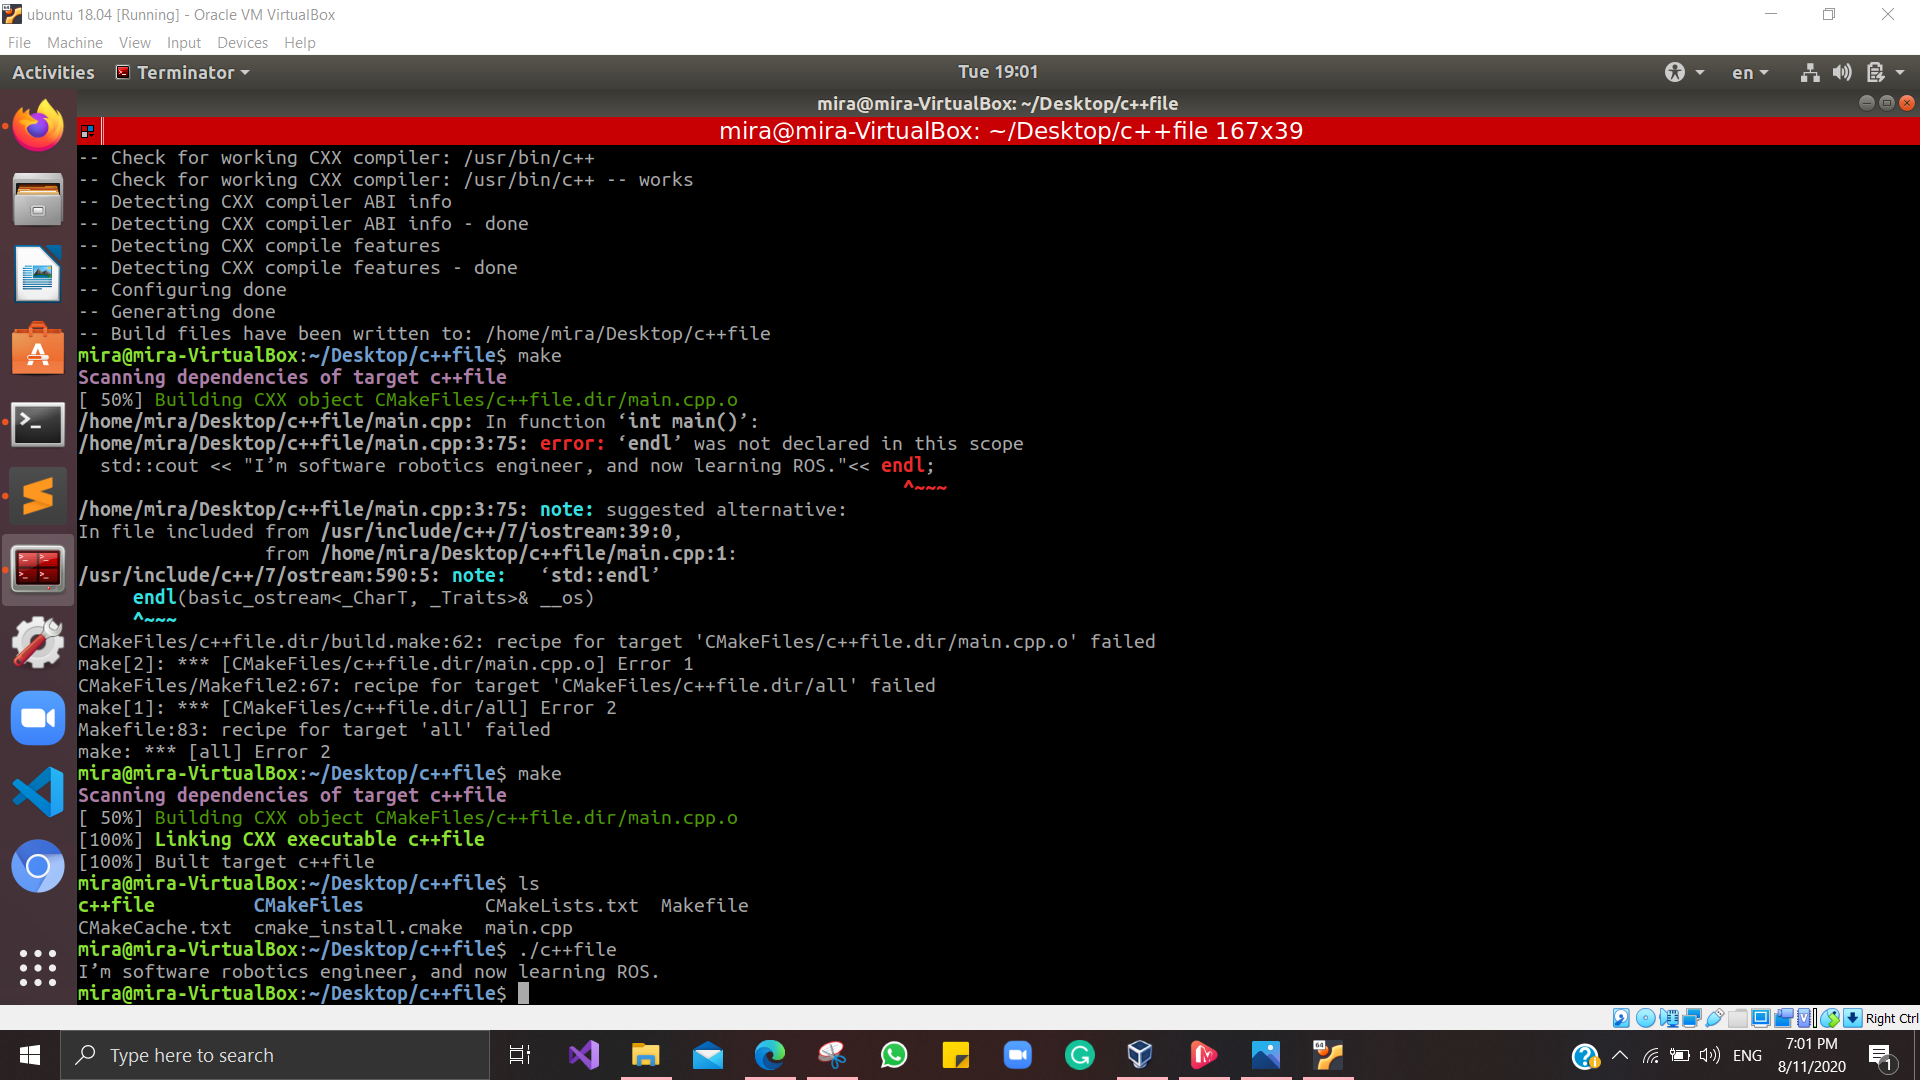 ubuntu 18.04 [Running] - Oracle VM VirtualBox
File Machine View Input Devices Help
Activities Terminator Tue 19:01 en
mira@mira-VirtualBox: ~/Desktop/c++file
mira@mira-VirtualBox: ~/Desktop/c++file 167x39
-- Check for working CXX compiler: /usr/bin/c++
-- Check for working CXX compiler: /usr/bin/c++ -- works
-- Detecting CXX compiler ABI info
-- Detecting CXX compiler ABI info - done
-- Detecting CXX compile features
-- Detecting CXX compile features - done
-- Configuring done
-- Generating done
-- Build files have been written to: /home/mira/Desktop/c++file
mira@mira-VirtualBox:~/Desktop/c++file$ make
Scanning dependencies of target c++file
[ 50%] Building CXX object CMakeFiles/c++file.dir/main.cpp.o
/home/mira/Desktop/c++file/main.cpp: In function ‘int main()’:
/home/mira/Desktop/c++file/main.cpp:3:75: error: ‘endl’ was not declared in this scope
std::cout << "I’m software robotics engineer, and now learning ROS."<< endl;
^~~~
/home/mira/Desktop/c++file/main.cpp:3:75: note: suggested alternative:
In file included from /usr/include/c++/7/iostream:39:0,
from /home/mira/Desktop/c++file/main.cpp:1:
/usr/include/c++/7/ostream:590:5: note:   ‘std::endl’
endl(basic_ostream<_CharT, _Traits>& __os)
^~~~
CMakeFiles/c++file.dir/build.make:62: recipe for target 'CMakeFiles/c++file.dir/main.cpp.o' failed
make[2]: *** [CMakeFiles/c++file.dir/main.cpp.o] Error 1
CMakeFiles/Makefile2:67: recipe for target 'CMakeFiles/c++file.dir/all' failed
make[1]: *** [CMakeFiles/c++file.dir/all] Error 2
Makefile:83: recipe for target 'all' failed
make: *** [all] Error 2
mira@mira-VirtualBox:~/Desktop/c++file$ make
Scanning dependencies of target c++file
[ 50%] Building CXX object CMakeFiles/c++file.dir/main.cpp.o
[100%] Linking CXX executable c++file
[100%] Built target c++file
mira@mira-VirtualBox:~/Desktop/c++file$ ls
c++file CMakeFiles CMakeLists.txt Makefile
CMakeCache.txt cmake_install.cmake main.cpp
mira@mira-VirtualBox:~/Desktop/c++file$ ./c++file
I’m software robotics engineer, and now learning ROS.
mira@mira-VirtualBox:~/Desktop/c++file$
Right Ctrl
Type here to search
ENG
7:01 PM
8/11/2020
1
64